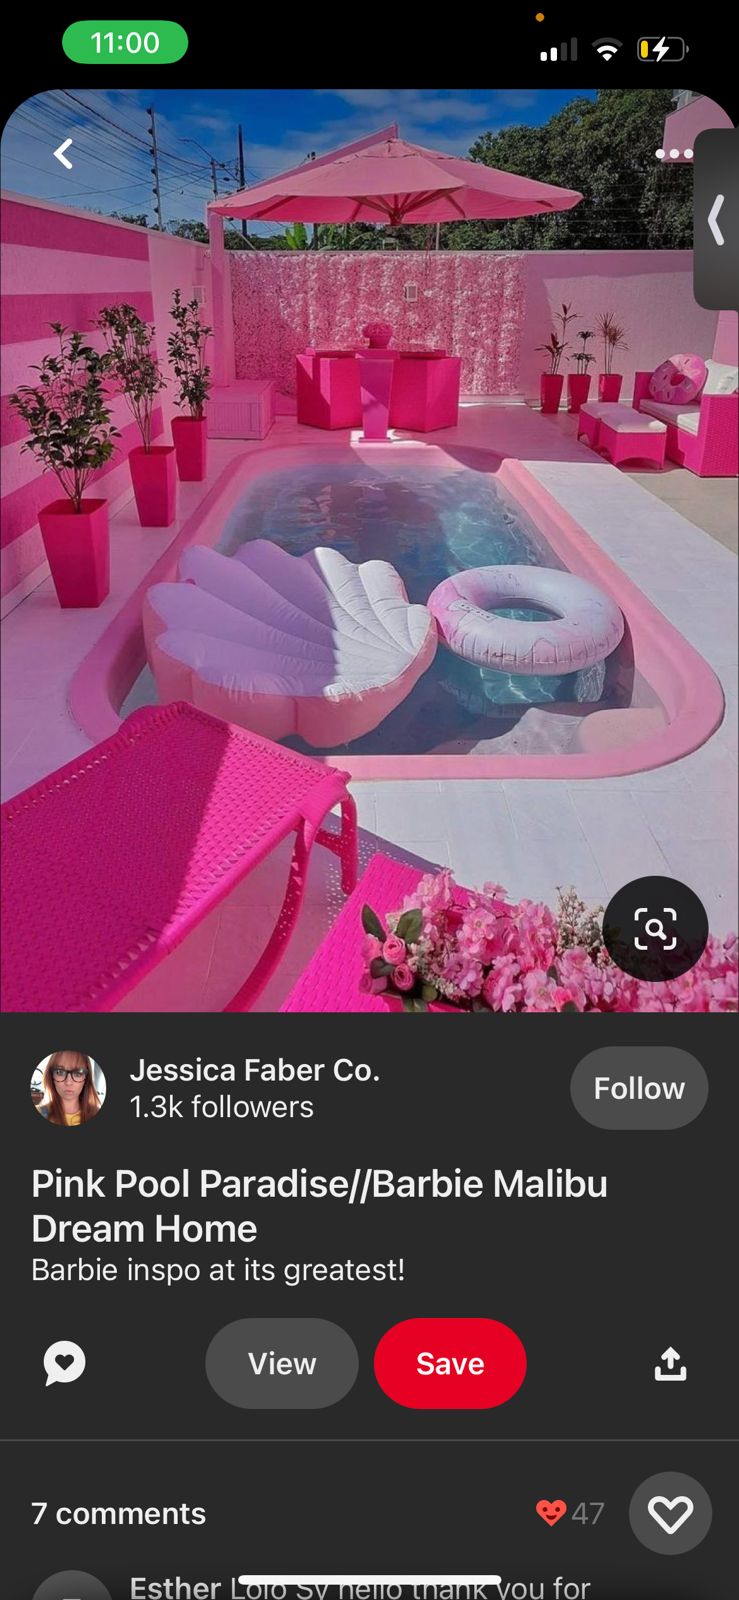 11:00
Jessica Faber Co.
1.3k followers
Follow
Pink Pool Paradise//Barbie Malibu
Dream Home
Barbie inspo at its greatest!
View
Save
7 comments
47
Esther Lolo Sy hello thank you for